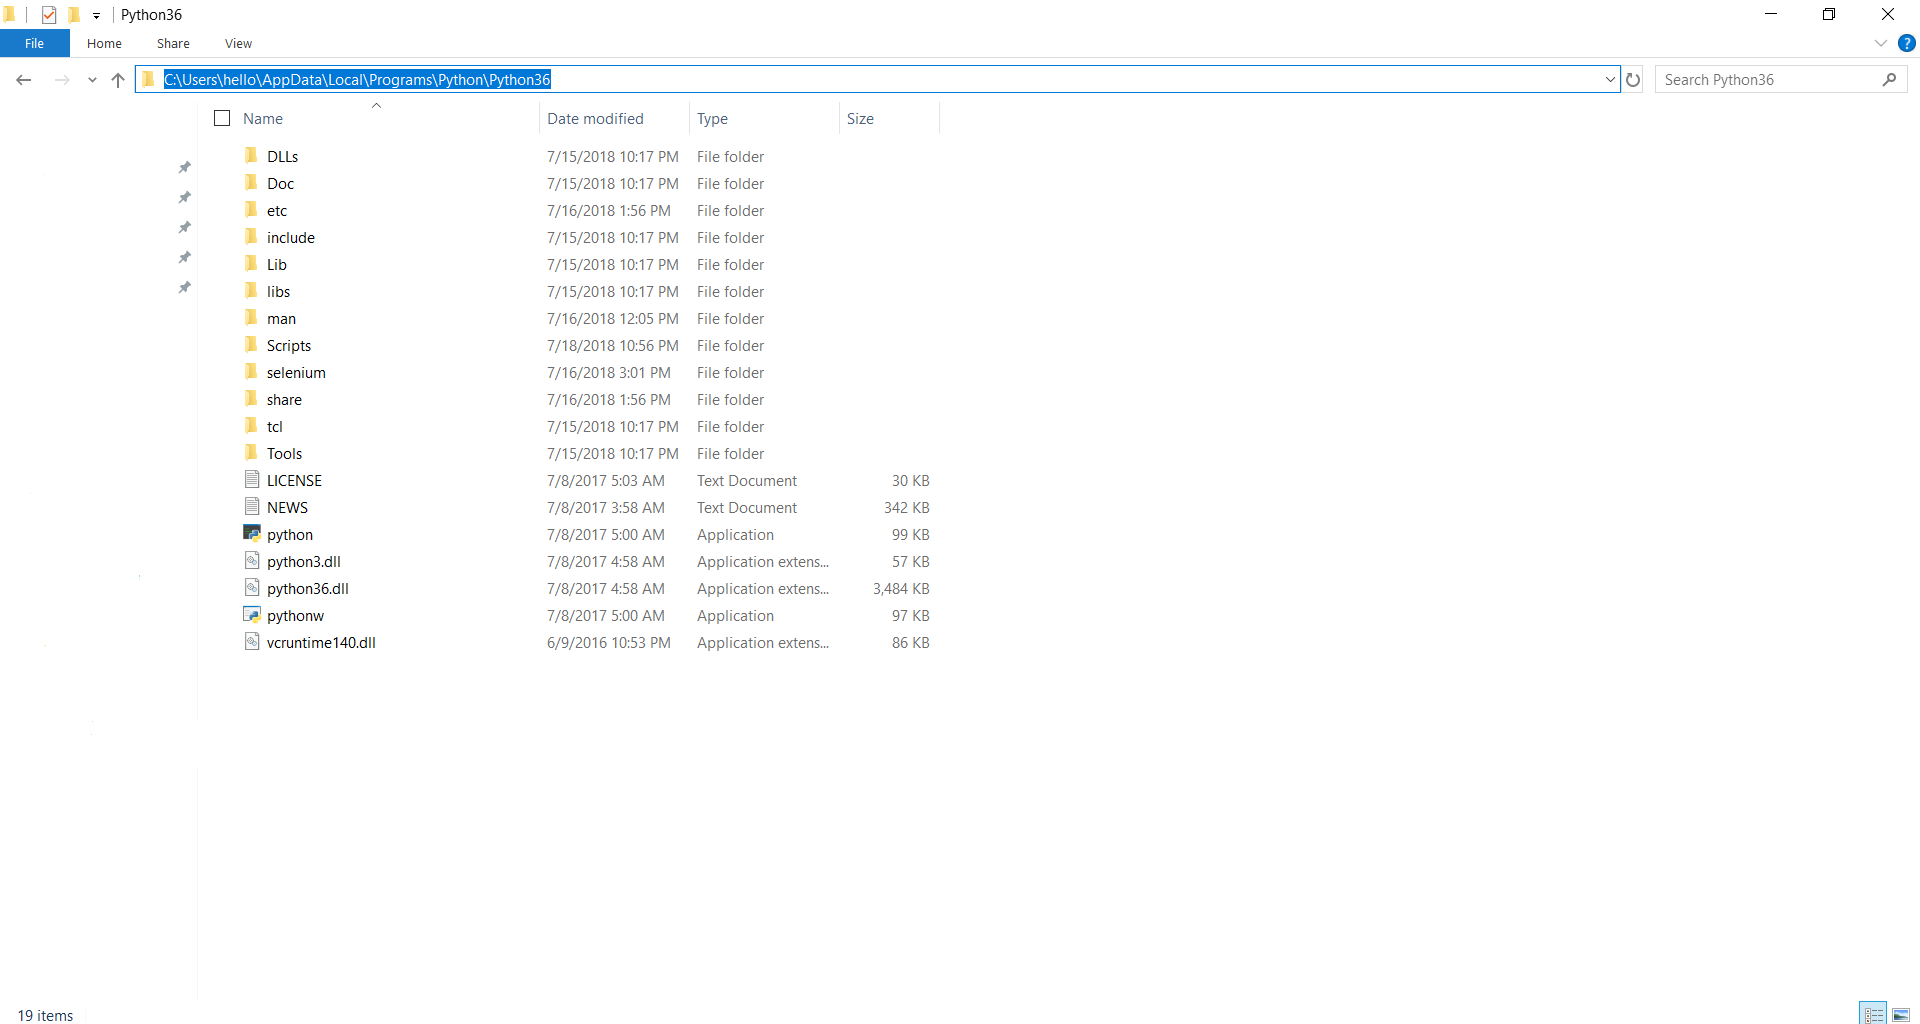 Python36
File Home Share View
?
C:\Users\hello\AppData\Local\Programs\Python\Python36 Search Python36
Name Date modified Type Size
DLLs 7/15/2018 10:17 PM File folder
Doc 7/15/2018 10:17 PM File folder
etc 7/16/2018 1:56 PM File folder
include 7/15/2018 10:17 PM File folder
Lib 7/15/2018 10:17 PM File folder
libs 7/15/2018 10:17 PM File folder
man 7/16/2018 12:05 PM File folder
Scripts 7/18/2018 10:56 PM File folder
selenium 7/16/2018 3:01 PM File folder
share 7/16/2018 1:56 PM File folder
tcl 7/15/2018 10:17 PM File folder
Tools 7/15/2018 10:17 PM File folder
LICENSE 7/8/2017 5:03 AM Text Document 30 KB
NEWS 7/8/2017 3:58 AM Text Document 342 KB
python 7/8/2017 5:00 AM Application 99 KB
python3.dll 7/8/2017 4:58 AM Application extens... 57 KB
python36.dll 7/8/2017 4:58 AM Application extens... 3,484 KB
pythonw 7/8/2017 5:00 AM Application 97 KB
vcruntime140.dll 6/9/2016 10:53 PM Application extens... 86 KB
19 items